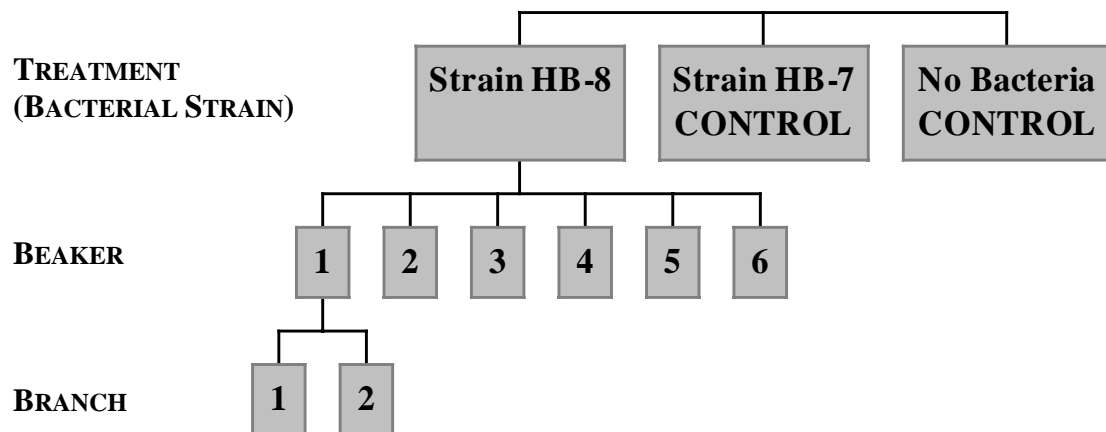 TREATMENT
(BACTERIAL STRAIN)
Strain HB-8
Strain HB-7
CONTROL
No Bacteria
CONTROL
BEAKER
1 2 3 4 5 6
BRANCH
1 2